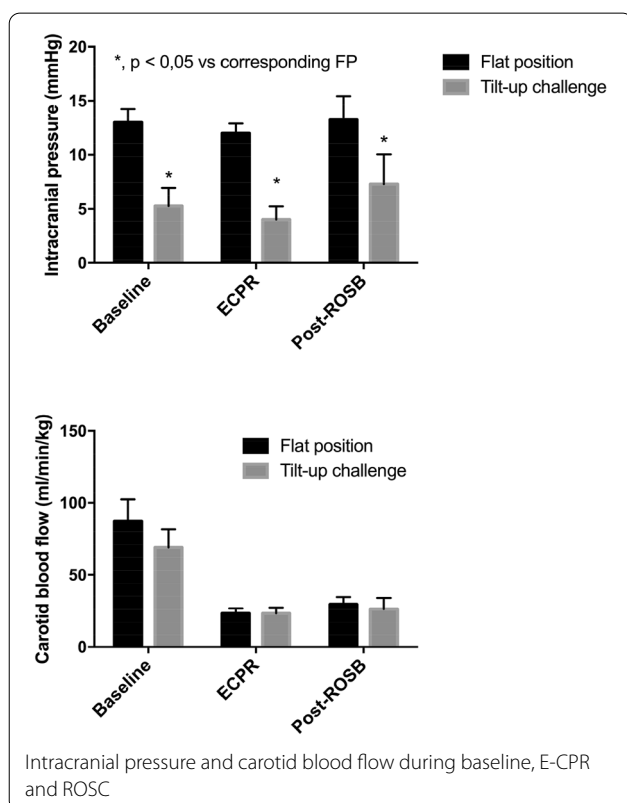 *, p < 0,05 vs corresponding FP
Flat position
Tilt-up challenge
Intracranial pressure (mmHg)
20
15
10
5
0
*
*
*
Baseline
ECPR
Post-ROSB
Flat position
Tilt-up challenge
Carotid blood flow (ml/min/kg)
150
100
50
0
Baseline
ECPR
Post-ROSB
Intracranial pressure and carotid blood flow during baseline, E-CPR
and ROSC